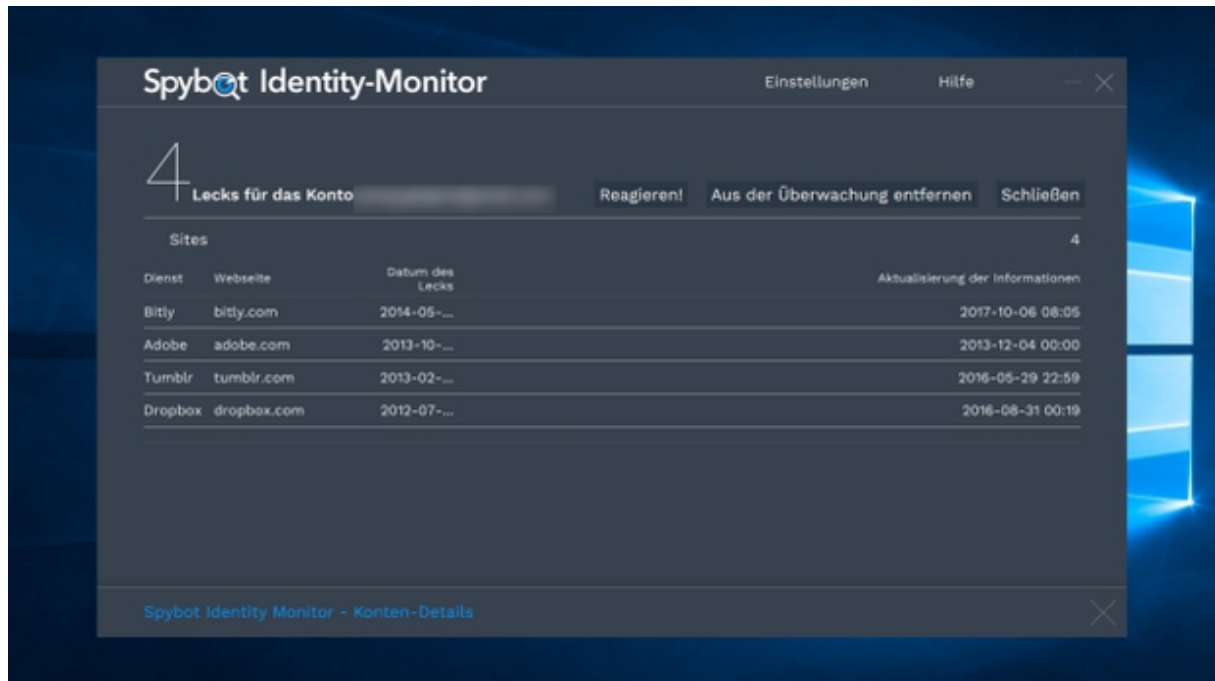 Spybot Identity-Monitor Einstellungen Hilfe
4 Lecks für das Konto Reagieren! Aus der Überwachung entfernen Schließen
Sites 4
Dienst Webseite Datum des Lecks Aktualisierung der Informationen
Bitly bitly.com 2014-05-... 2017-10-06 08:05
Adobe adobe.com 2013-10-... 2013-12-04 00:00
Tumblr tumblr.com 2013-02-... 2016-05-29 22:59
Dropbox dropbox.com 2012-07-... 2016-08-31 00:19
Spybot Identity Monitor - Konten-Details